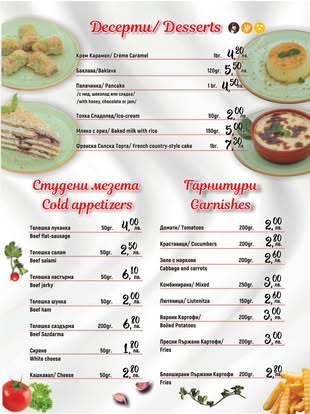 Десерти/ Desserts
Крем Карамел/ Crème Caramel 1br. 4,20 лв.
Баклава/Baklava 120gr. 5,50 лв.
Палачинка/ Pancake 1 br. 4,50 лв.
/с мед, шоколад или сладко/
/with honey, chocolate or jam/
Топка Сладолед/Ice-cream 50gr. 2,00 лв.
Мляко с ориз/ Baked milk with rice 150gr. 5,00 лв.
Френска Селска Торта/ French country-style cake 1br. 7,50 лв.
Студени мезета
Cold appetizers
Телешка луканка 50gr. 4,00 лв.
Beef flat-sausage
Телешки салам 50gr. 2,50 лв.
Beef salami
Телешка пастърма 50gr. 6,10 лв.
Beef jerky
Телешка шунка 50gr. 2,00 лв.
Beef ham
Телешка саздърма 200gr. 6,80 лв.
Beef Sazdarma
Сирене 50gr. 1,80 лв.
White cheese
Кашкавал/ Cheese 50gr. 2,80 лв.
Гарнитури
Garnishes
Домати/ Tomatoes 200gr. 3,00 лв.
Краставици/ Cucumbers 200gr. 2,80 лв.
Зеле с моркови 200gr. 2,60 лв.
Cabbage end carrots
Комбинирана/ Mixed 250gr. 3,00 лв.
Лютеница/ Liutenitza 150gr. 2,60 лв.
Варени Картофи/ 200gr. 3,00 лв.
Boiled Potatoes
Пресни Пържени Картофи/ 200gr. 3,50 лв.
Fries
Бланширани Пържени Картофи/ 200gr. 2,80 лв.
Fries